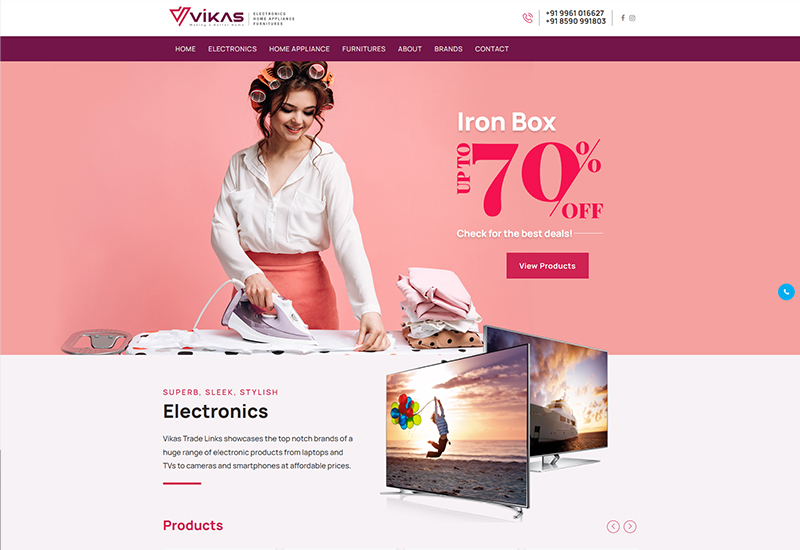 VIKAS
Making a Better Home
ELECTRONICS
HOME APPLIANCE
FURNITURES
+91 9961 016627
+91 8590 991803
HOME ELECTRONICS HOME APPLIANCE FURNITURES ABOUT BRANDS CONTACT
Iron Box
UP TO 70% OFF
Check for the best deals!
View Products
SUPERB, SLEEK, STYLISH
Electronics
Vikas Trade Links showcases the top notch brands of a
huge range of electronic products from laptops and
TVs to cameras and smartphones at affordable prices.
Products